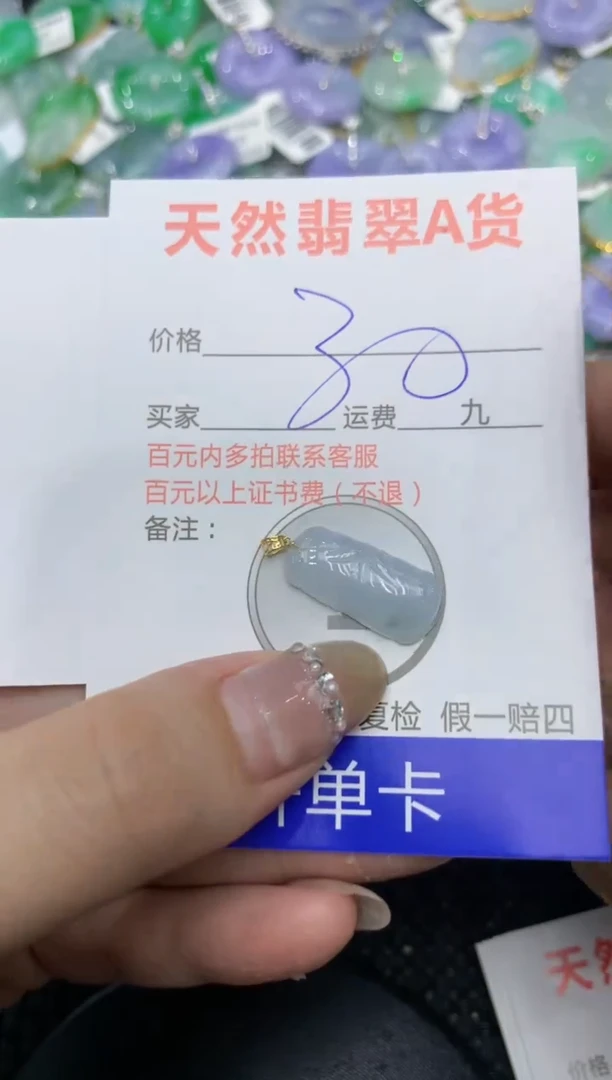 天然翡翠A货
价格 30
买家 运费 九
百元内多拍联系客服
百元以上证书费(不退)
备注:
复检 假一赔四
单卡
天然
价格